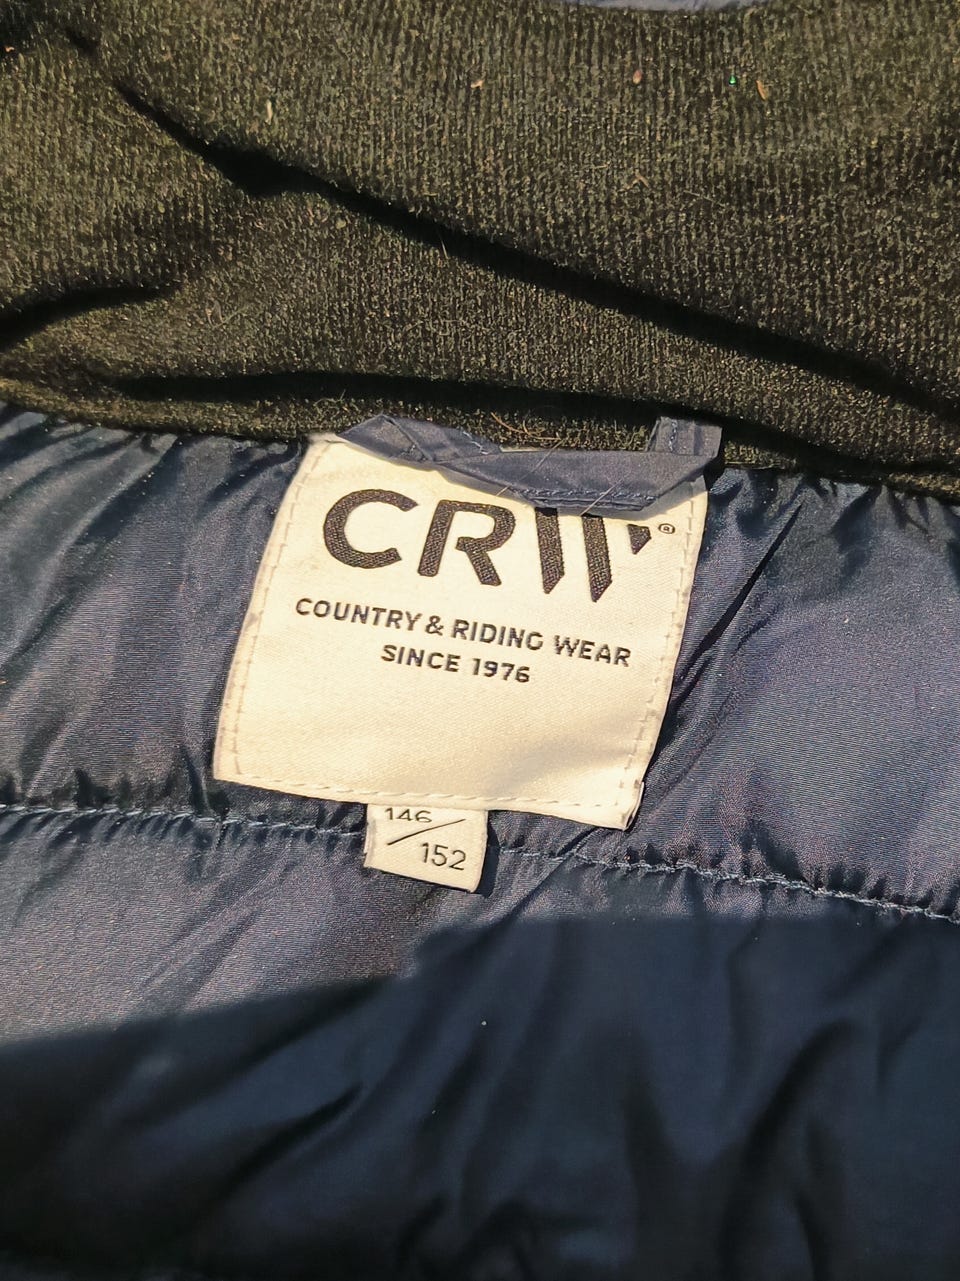 CRW®
COUNTRY & RIDING WEAR
SINCE 1976
146/
152